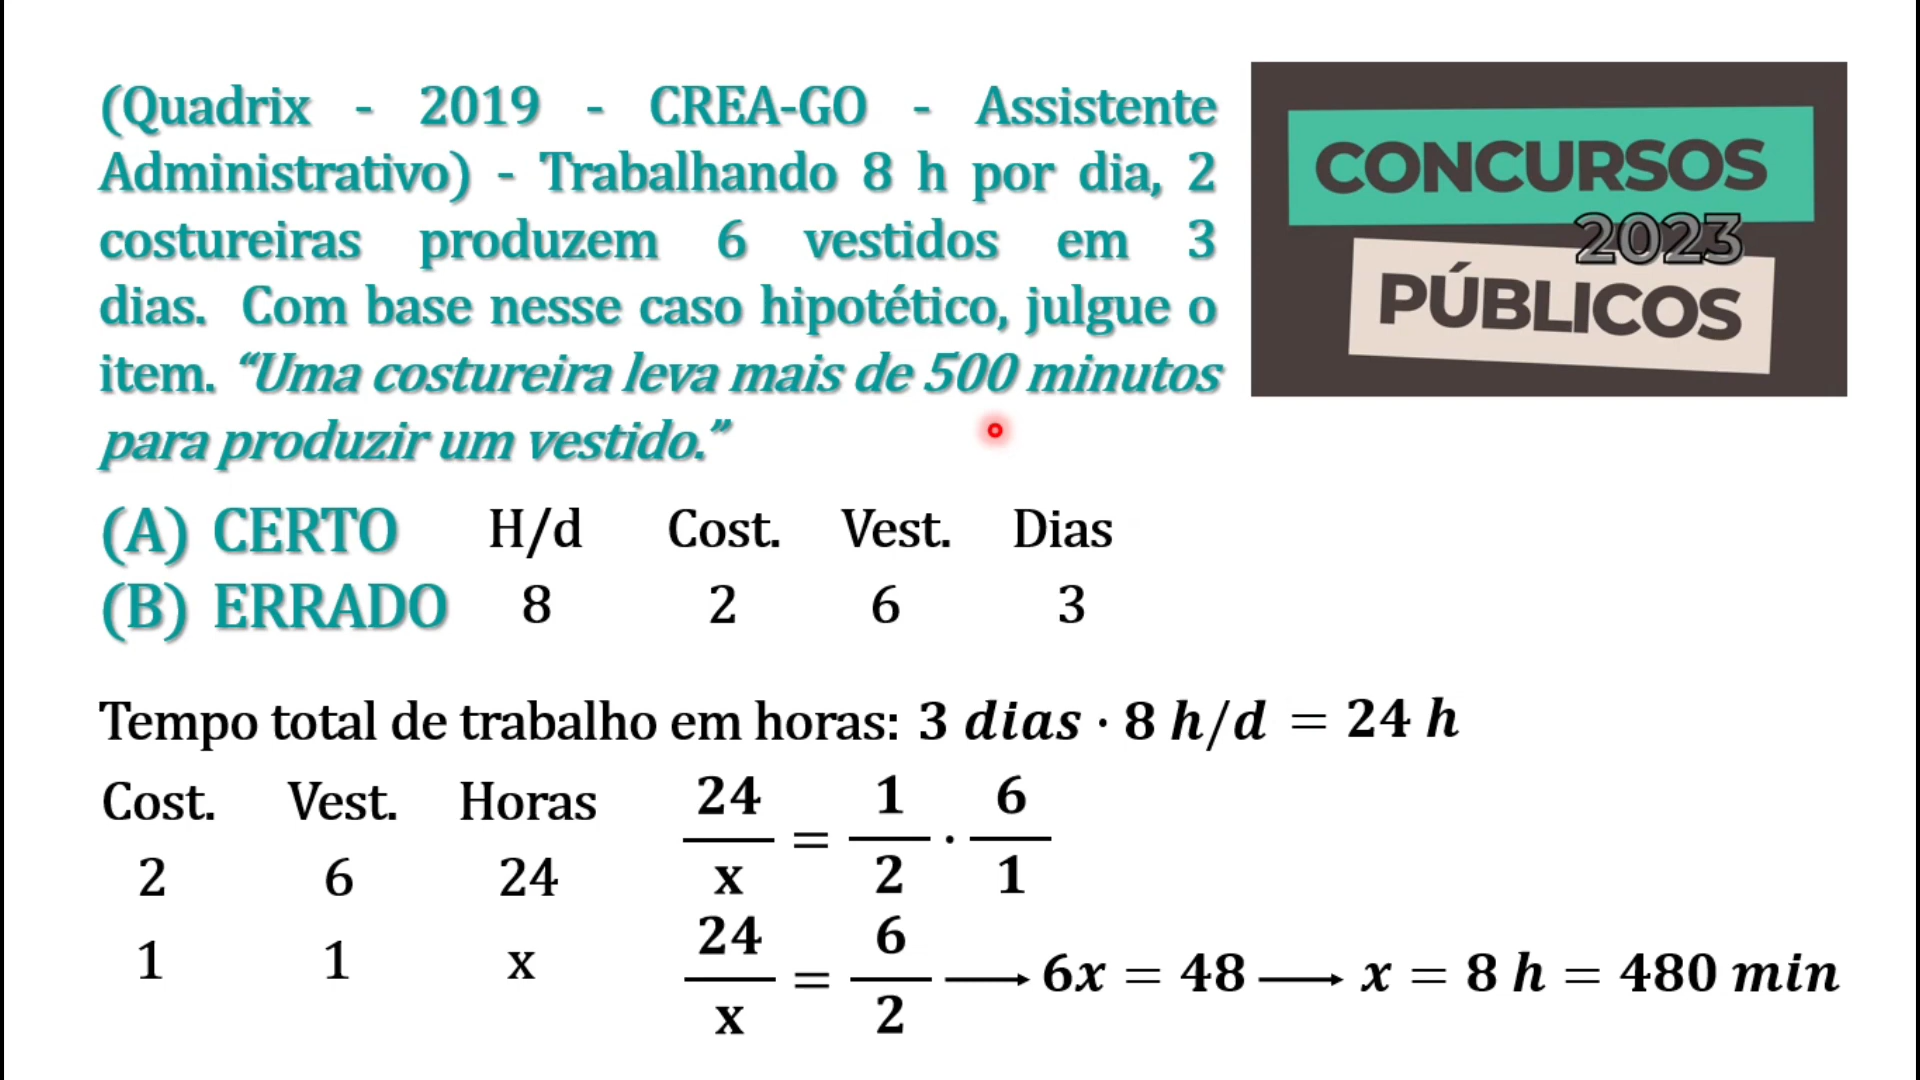 (Quadrix - 2019 - CREA-GO - Assistente
Administrativo) - Trabalhando 8 h por dia, 2
costureiras produzem 6 vestidos em 3
dias. Com base nesse caso hipotético, julgue o
item. “Uma costureira leva mais de 500 minutos
para produzir um vestido.”
CONCURSOS
2023
PÚBLICOS
(A) CERTO H/d Cost. Vest. Dias
(B) ERRADO 8 2 6 3
Tempo total de trabalho em horas: 3 dias · 8 h/d = 24 h
Cost. Vest. Horas
2 6 24
1 1 x
24/x = 1/2 · 6/1
24/x = 6/2 → 6x = 48 → x = 8 h = 480 min